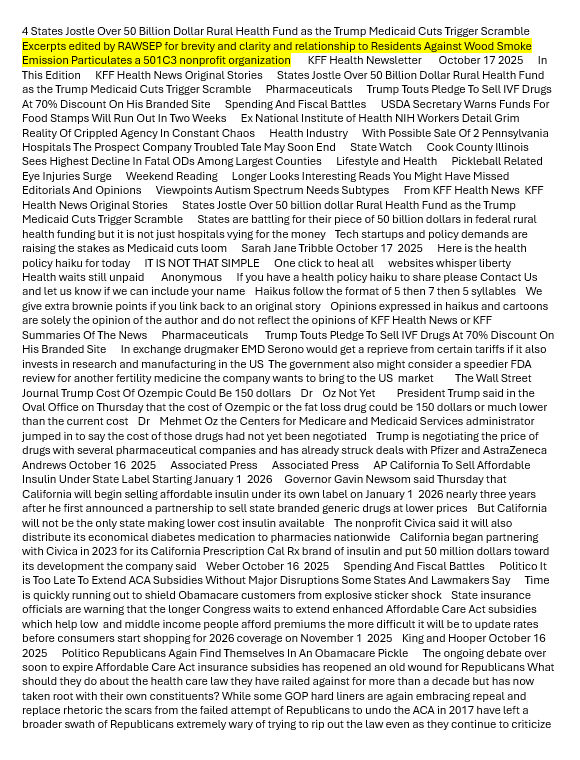 4 States Jostle Over 50 Billion Dollar Rural Health Fund as the Trump Medicaid Cuts Trigger Scramble
Excerpts edited by RAWSEP for brevity and clarity and relationship to Residents Against Wood Smoke
Emission Particulates a 501C3 nonprofit organization     KFF Health Newsletter     October 17 2025     In
This Edition     KFF Health News Original Stories     States Jostle Over 50 Billion Dollar Rural Health Fund
as the Trump Medicaid Cuts Trigger Scramble     Pharmaceuticals     Trump Touts Pledge To Sell IVF Drugs
At 70% Discount On His Branded Site     Spending And Fiscal Battles     USDA Secretary Warns Funds For
Food Stamps Will Run Out In Two Weeks     Ex National Institute of Health NIH Workers Detail Grim
Reality Of Crippled Agency In Constant Chaos     Health Industry     With Possible Sale Of 2 Pennsylvania
Hospitals The Prospect Company Troubled Tale May Soon End     State Watch     Cook County Illinois
Sees Highest Decline In Fatal ODs Among Largest Counties     Lifestyle and Health     Pickleball Related
Eye Injuries Surge     Weekend Reading     Longer Looks Interesting Reads You Might Have Missed
Editorials And Opinions     Viewpoints Autism Spectrum Needs Subtypes     From KFF Health News  KFF
Health News Original Stories     States Jostle Over 50 billion dollar Rural Health Fund as the Trump
Medicaid Cuts Trigger Scramble     States are battling for their piece of 50 billion dollars in federal rural
health funding but it is not just hospitals vying for the money   Tech startups and policy demands are
raising the stakes as Medicaid cuts loom     Sarah Jane Tribble October 17  2025     Here is the health
policy haiku for today     IT IS NOT THAT SIMPLE     One click to heal all     websites whisper liberty
Health waits still unpaid     Anonymous     If you have a health policy haiku to share please Contact Us
and let us know if we can include your name   Haikus follow the format of 5 then 7 then 5 syllables   We
give extra brownie points if you link back to an original story   Opinions expressed in haikus and cartoons
are solely the opinion of the author and do not reflect the opinions of KFF Health News or KFF
Summaries Of The News     Pharmaceuticals     Trump Touts Pledge To Sell IVF Drugs At 70% Discount On
His Branded Site     In exchange drugmaker EMD Serono would get a reprieve from certain tariffs if it also
invests in research and manufacturing in the US  The government also might consider a speedier FDA
review for another fertility medicine the company wants to bring to the US  market     The Wall Street
Journal Trump Cost Of Ozempic Could Be 150 dollars   Dr   Oz Not Yet     President Trump said in the
Oval Office on Thursday that the cost of Ozempic or the fat loss drug could be 150 dollars or much lower
than the current cost   Dr   Mehmet Oz the Centers for Medicare and Medicaid Services administrator
jumped in to say the cost of those drugs had not yet been negotiated   Trump is negotiating the price of
drugs with several pharmaceutical companies and has already struck deals with Pfizer and AstraZeneca
Andrews October 16  2025     Associated Press     Associated Press     AP California To Sell Affordable
Insulin Under State Label Starting January 1  2026     Governor Gavin Newsom said Thursday that
California will begin selling affordable insulin under its own label on January 1  2026 nearly three years
after he first announced a partnership to sell state branded generic drugs at lower prices   But California
will not be the only state making lower cost insulin available   The nonprofit Civica said it will also
distribute its economical diabetes medication to pharmacies nationwide   California began partnering
with Civica in 2023 for its California Prescription Cal Rx brand of insulin and put 50 million dollars toward
its development the company said   Weber October 16  2025     Spending And Fiscal Battles     Politico It
is Too Late To Extend ACA Subsidies Without Major Disruptions Some States And Lawmakers Say     Time
is quickly running out to shield Obamacare customers from explosive sticker shock   State insurance
officials are warning that the longer Congress waits to extend enhanced Affordable Care Act subsidies
which help low  and middle income people afford premiums the more difficult it will be to update rates
before consumers start shopping for 2026 coverage on November 1  2025   King and Hooper October 16
2025     Politico Republicans Again Find Themselves In An Obamacare Pickle     The ongoing debate over
soon to expire Affordable Care Act insurance subsidies has reopened an old wound for Republicans What
should they do about the health care law they have railed against for more than a decade but has now
taken root with their own constituents? While some GOP hard liners are again embracing repeal and
replace rhetoric the scars from the failed attempt of Republicans to undo the ACA in 2017 have left a
broader swath of Republicans extremely wary of trying to rip out the law even as they continue to criticize